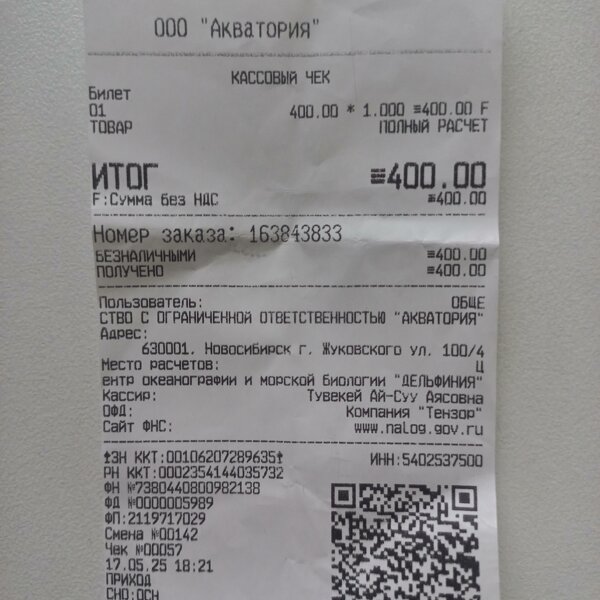 ООО "Акватория"
КАССОВЫЙ ЧЕК
Билет
01 400.00 * 1.000 ≡400.00 F
ТОВАР ПОЛНЫЙ РАСЧЕТ
ИТОГ ≡400.00
F:Сумма без НДС ≡400.00
Номер заказа: 163843833
БЕЗНАЛИЧНЫМИ ≡400.00
ПОЛУЧЕНО ≡400.00
Пользователь: ОБЩЕ
СТВО С ОГРАНИЧЕННОЙ ОТВЕТСТВЕННОСТЬЮ "АКВАТОРИЯ"
Адрес:
630001, Новосибирск г, Жуковского ул, 100/4
Место расчетов: Ц
ентр океанографии и морской биологии "ДЕЛЬФИНИЯ"
Кассир: Тувекей Ай-Суу Аясовна
ОФД: Компания "Тензор"
Сайт ФНС: www.nalog.gov.ru
ЗН ККТ:00106207289635 ИНН:5402537500
РН ККТ:0002354144035732
ФН №7380440800982138
ФД №0000005989
ФП:2119717029
Смена №00142
Чек №00057
17.05.25 18:21
ПРИХОД
СНО:ОСН